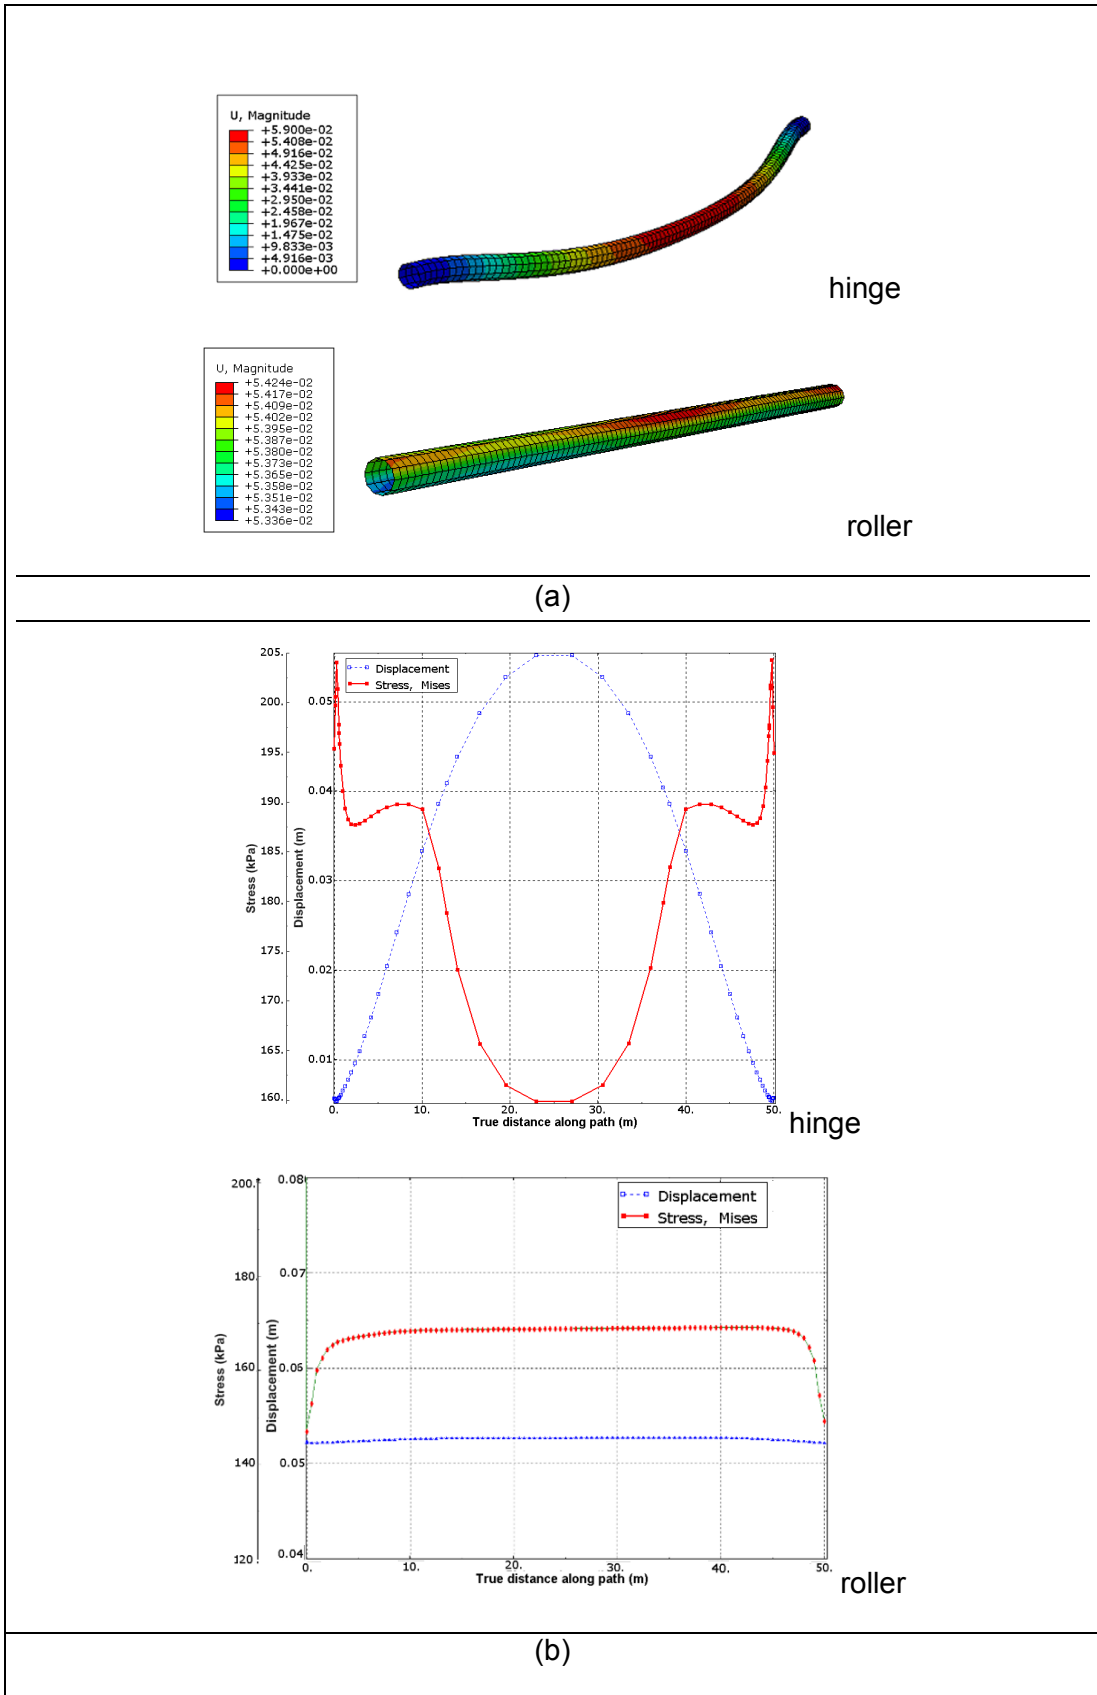 U, Magnitude
+5.900e-02
+5.408e-02
+4.916e-02
+4.425e-02
+3.933e-02
+3.441e-02
+2.950e-02
+2.458e-02
+1.967e-02
+1.475e-02
+9.833e-03
+4.916e-03
+0.000e+00
hinge
U, Magnitude
+5.424e-02
+5.417e-02
+5.409e-02
+5.402e-02
+5.395e-02
+5.387e-02
+5.380e-02
+5.373e-02
+5.365e-02
+5.358e-02
+5.351e-02
+5.343e-02
+5.336e-02
roller
(a)
Displacement
Stress, Mises
205.
200.
195.
190.
185.
180.
175.
170.
165.
160.
Stress (kPa)
0.05
0.04
0.03
0.02
0.01
Displacement (m)
0. 10. 20. 30. 40. 50.
True distance along path (m)
hinge
Displacement
Stress, Mises
200.
180.
160.
140.
120.
Stress (kPa)
0.08
0.07
0.05
0.05
0.04
Displacement (m)
0. 10. 20. 30. 40. 50.
True distance along path (m)
roller
(b)